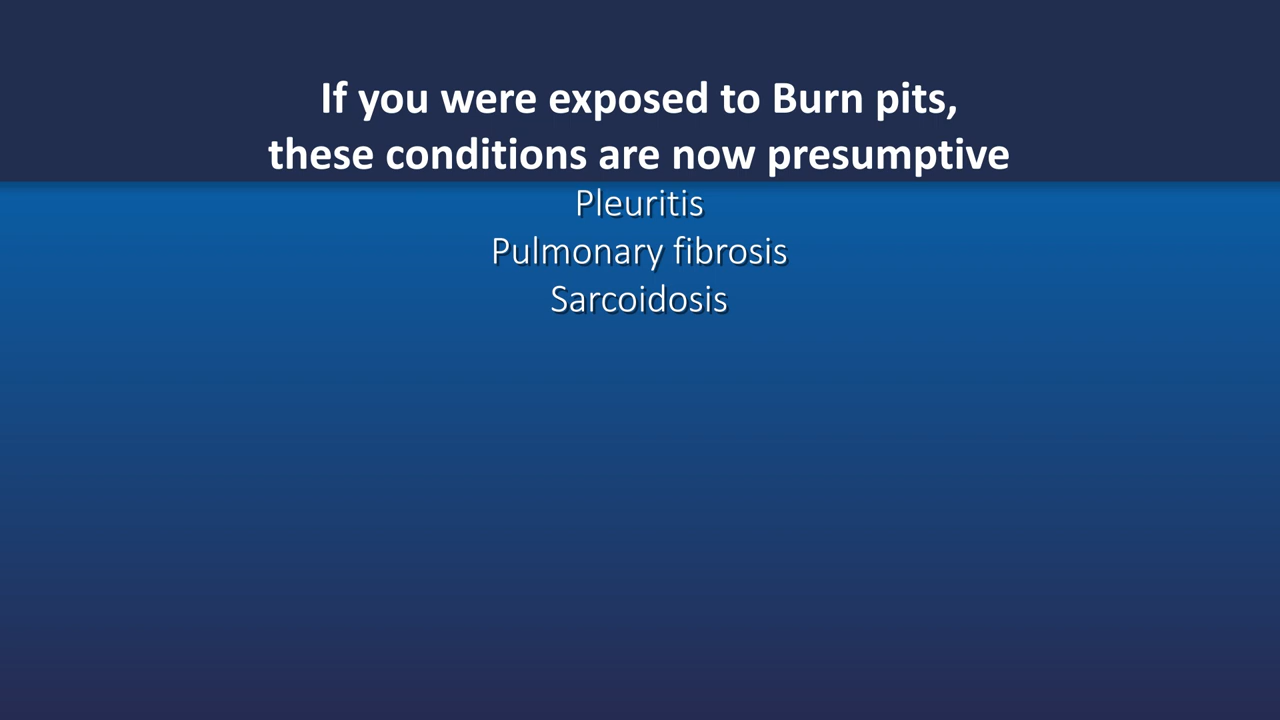 If you were exposed to Burn pits,
these conditions are now presumptive
Pleuritis
Pulmonary fibrosis
Sarcoidosis